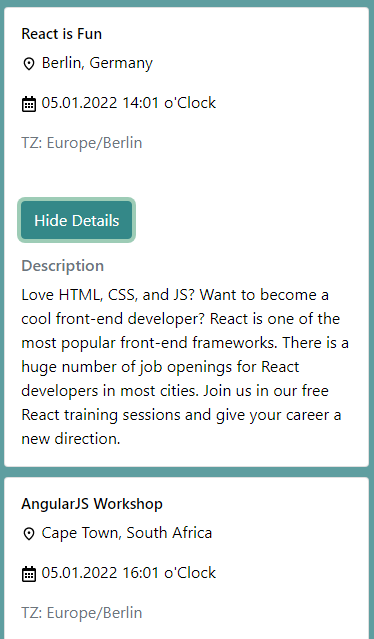 React is Fun
Berlin, Germany
05.01.2022 14:01 o'Clock
TZ: Europe/Berlin
Hide Details
Description
Love HTML, CSS, and JS? Want to become a
cool front-end developer? React is one of the
most popular front-end frameworks. There is a
huge number of job openings for React
developers in most cities. Join us in our free
React training sessions and give your career a
new direction.
AngularJS Workshop
Cape Town, South Africa
05.01.2022 16:01 o'Clock
TZ: Europe/Berlin